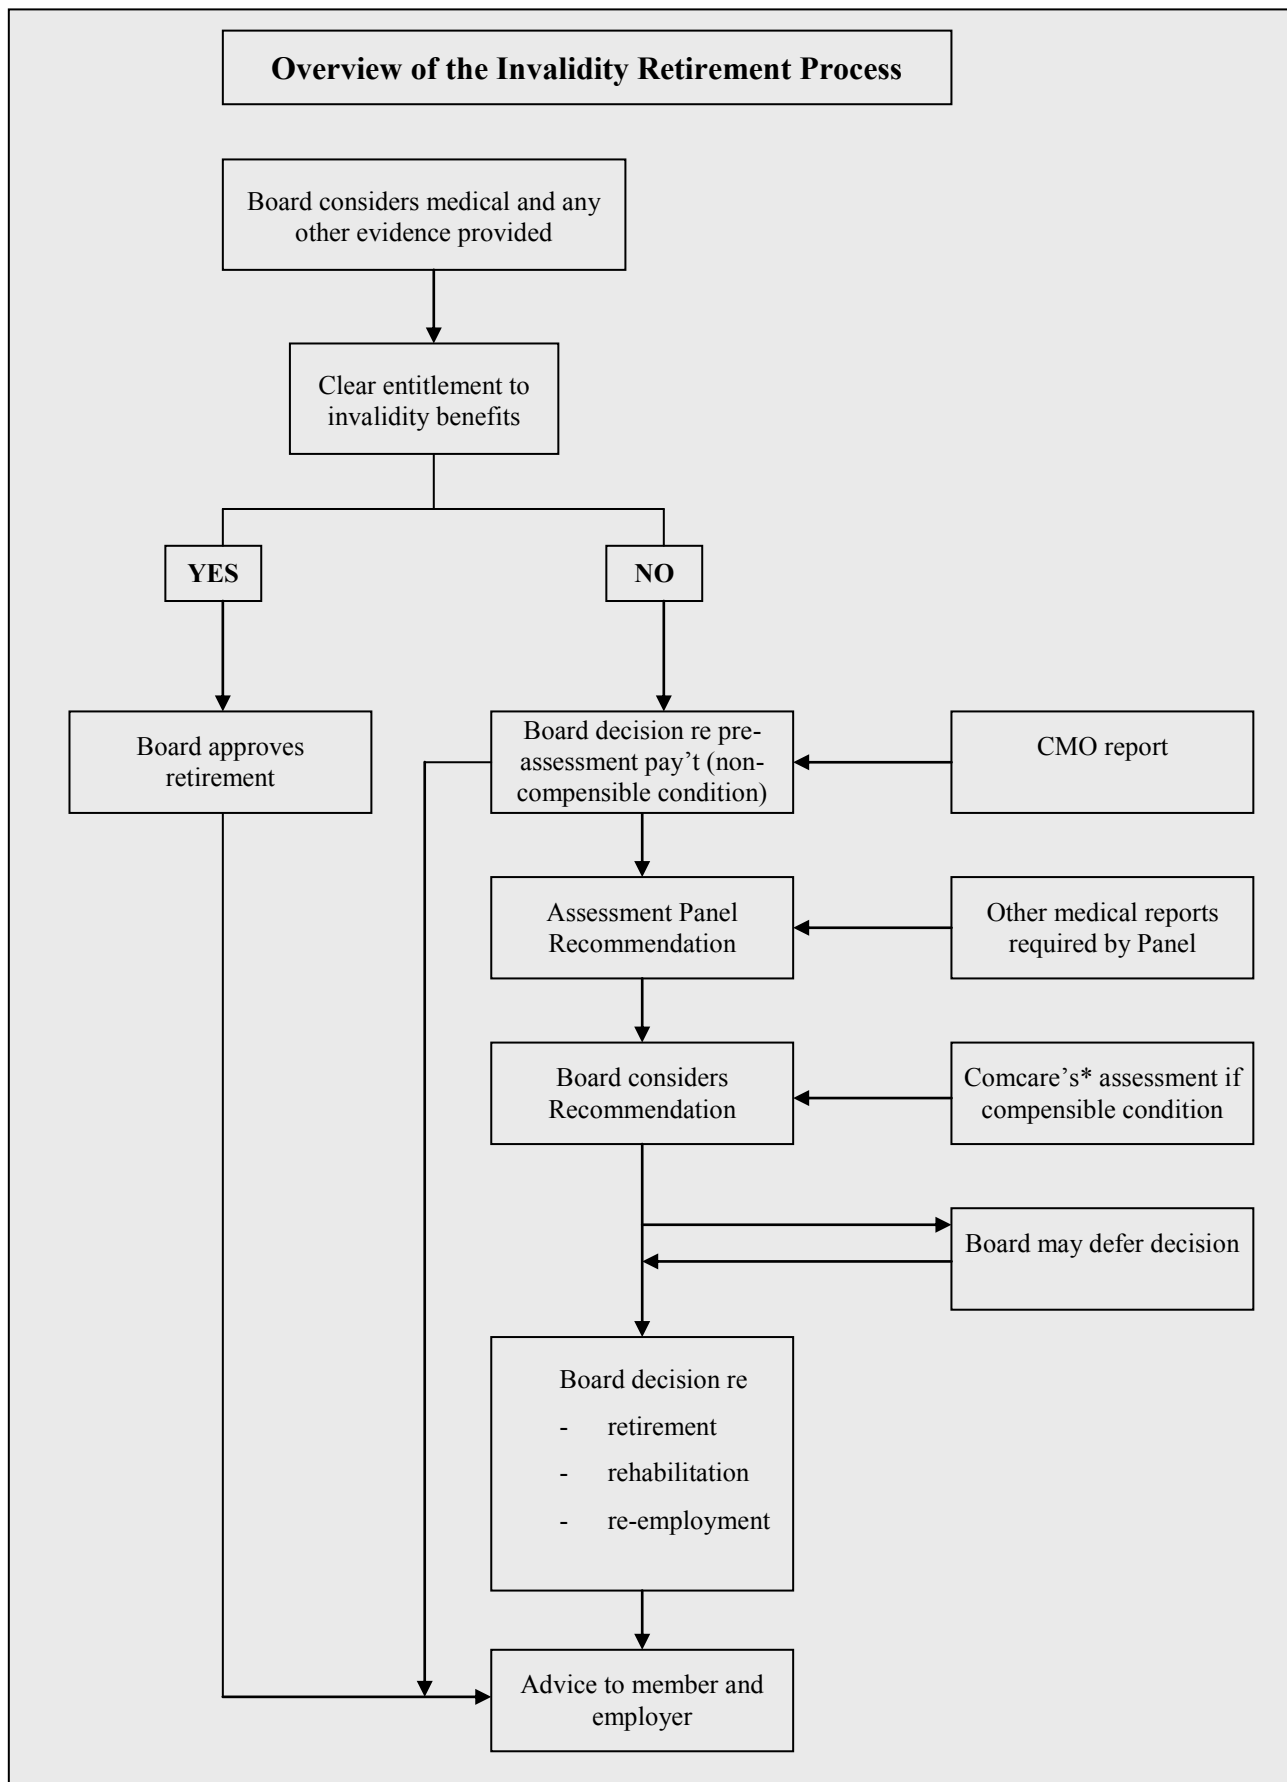 Overview of the Invalidity Retirement Process
Board considers medical and any
other evidence provided
Clear entitlement to
invalidity benefits
YES
NO
Board approves
retirement
Board decision re pre-
assessment pay’t (non-
compensible condition)
CMO report
Assessment Panel
Recommendation
Other medical reports
required by Panel
Board considers
Recommendation
Comcare’s* assessment if
compensible condition
Board may defer decision
Board decision re
- retirement
- rehabilitation
- re-employment
Advice to member and
employer